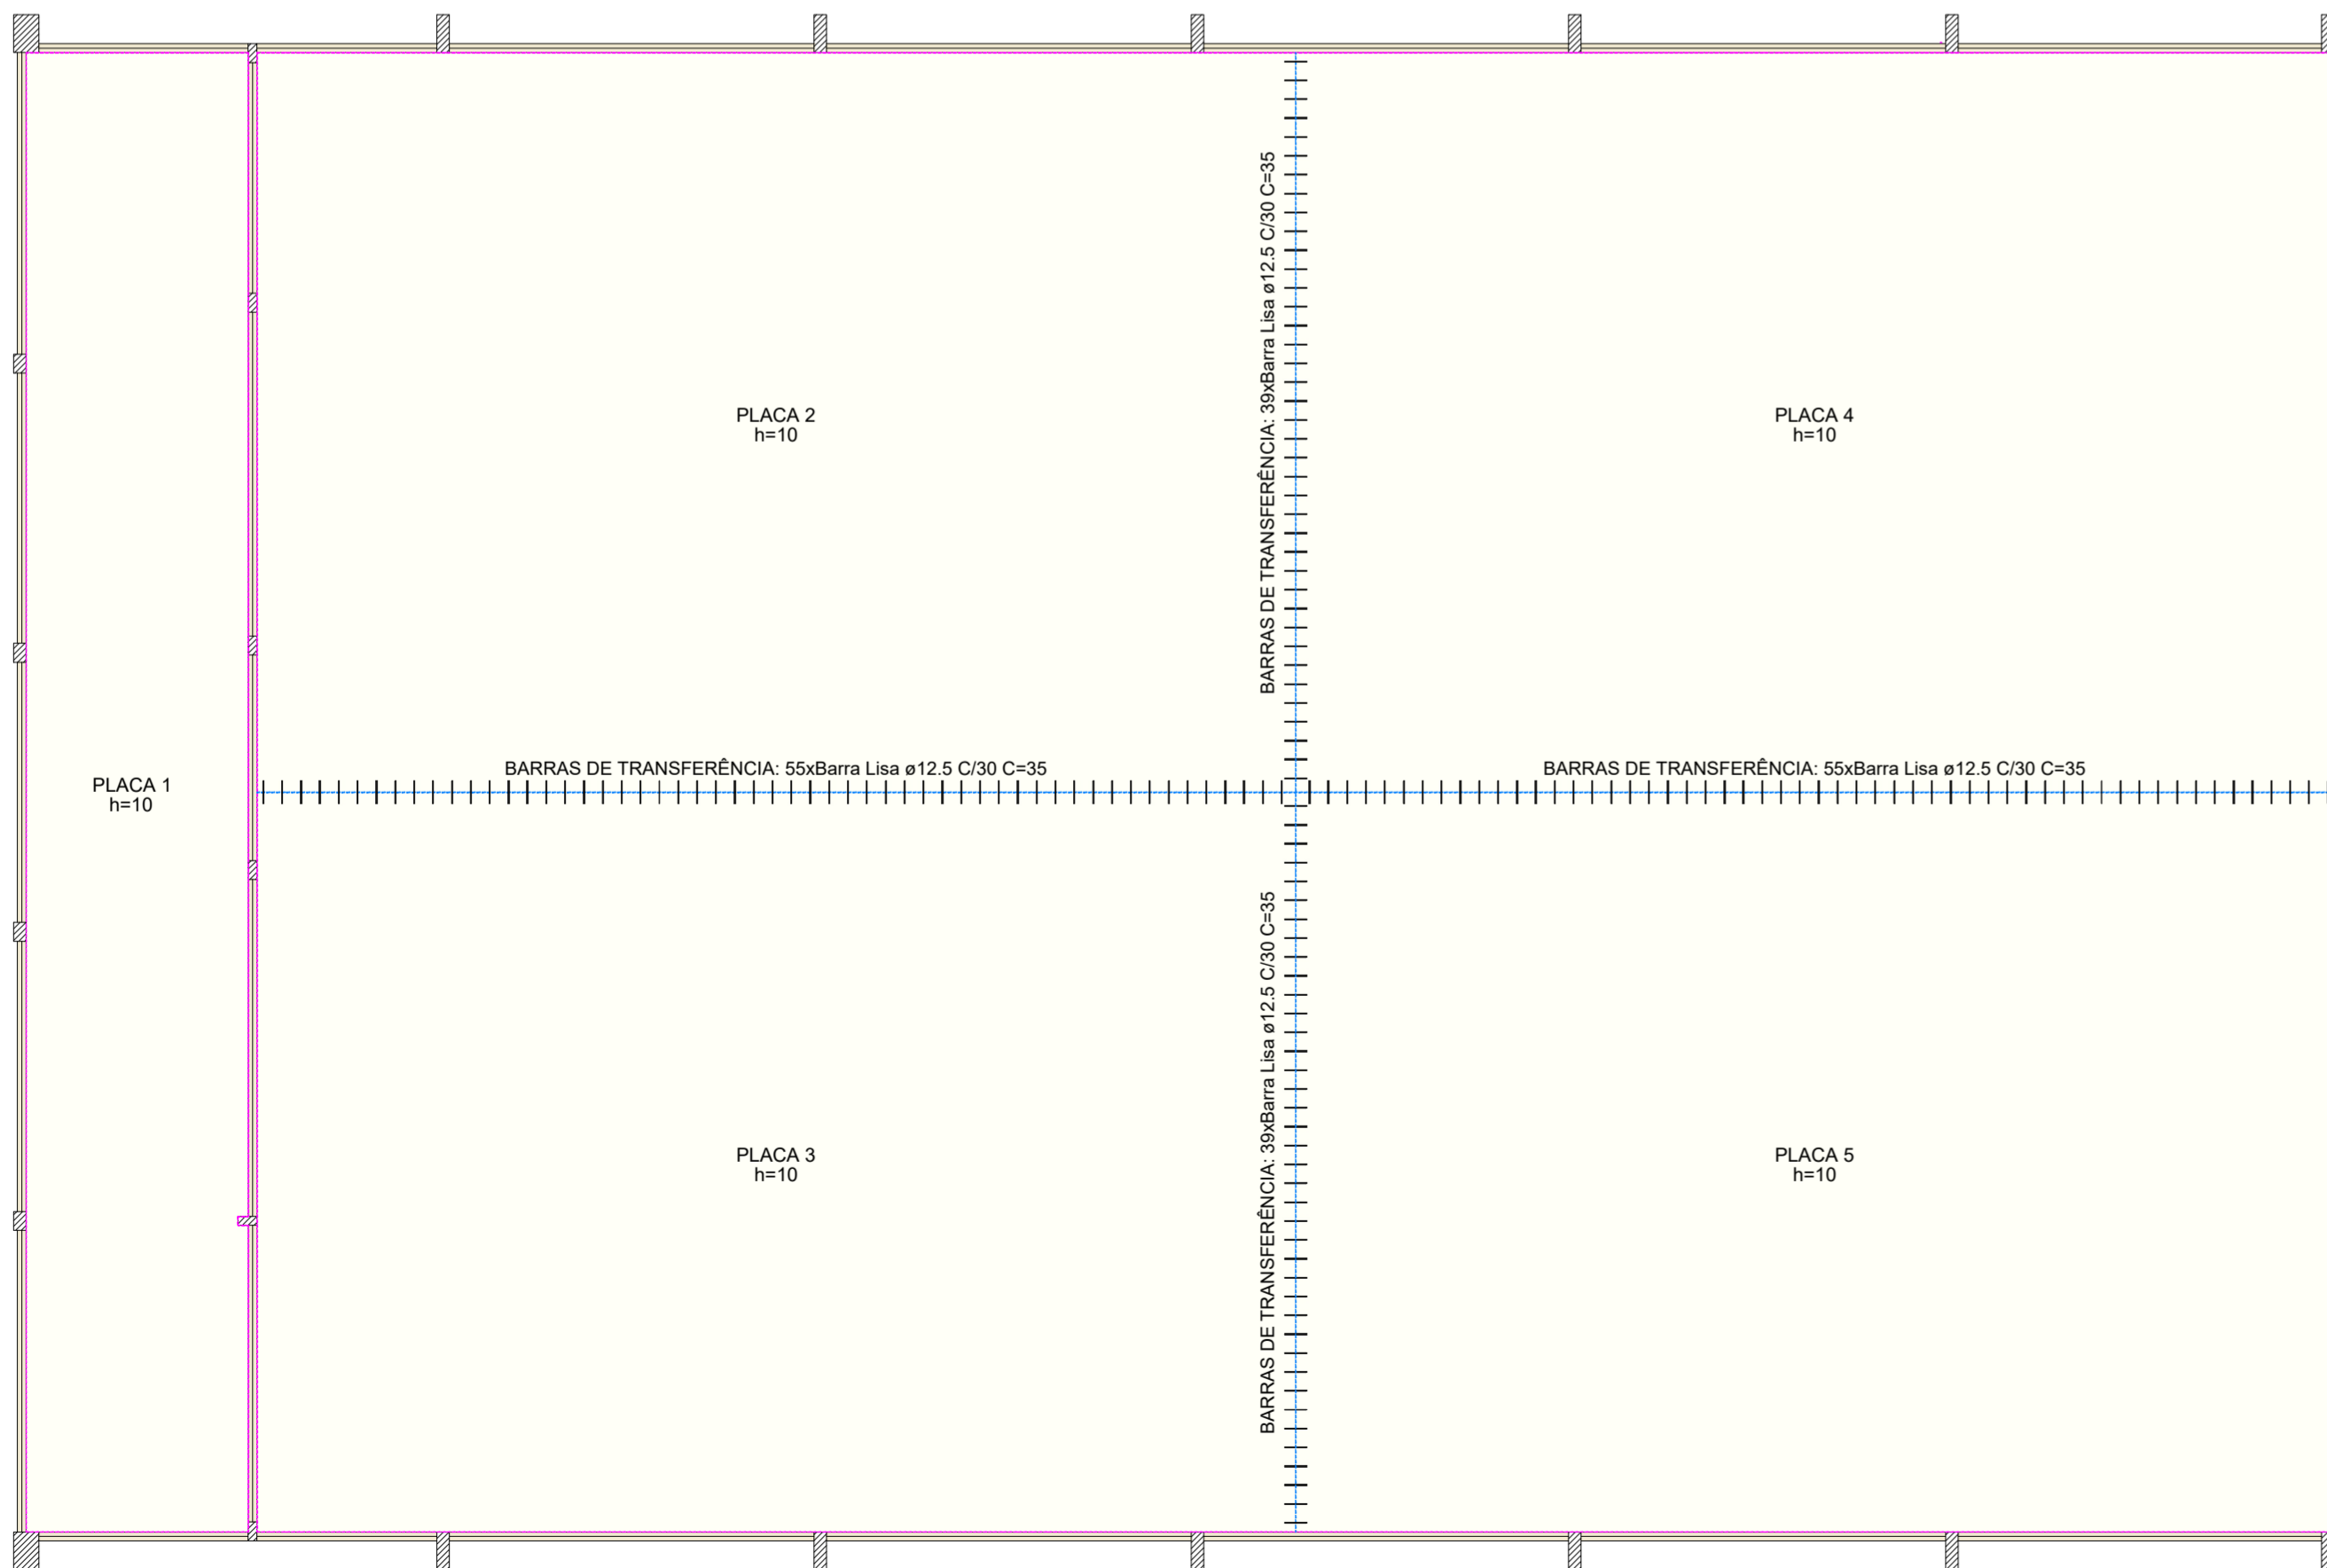 BARRAS DE TRANSFERÊNCIA: 39xBarra Lisa ø12.5 C/30 C=35
PLACA 2
h=10
PLACA 4
h=10
BARRAS DE TRANSFERÊNCIA: 55xBarra Lisa ø12.5 C/30 C=35
BARRAS DE TRANSFERÊNCIA: 55xBarra Lisa ø12.5 C/30 C=35
PLACA 1
h=10
BARRAS DE TRANSFERÊNCIA: 39xBarra Lisa ø12.5 C/30 C=35
PLACA 3
h=10
PLACA 5
h=10